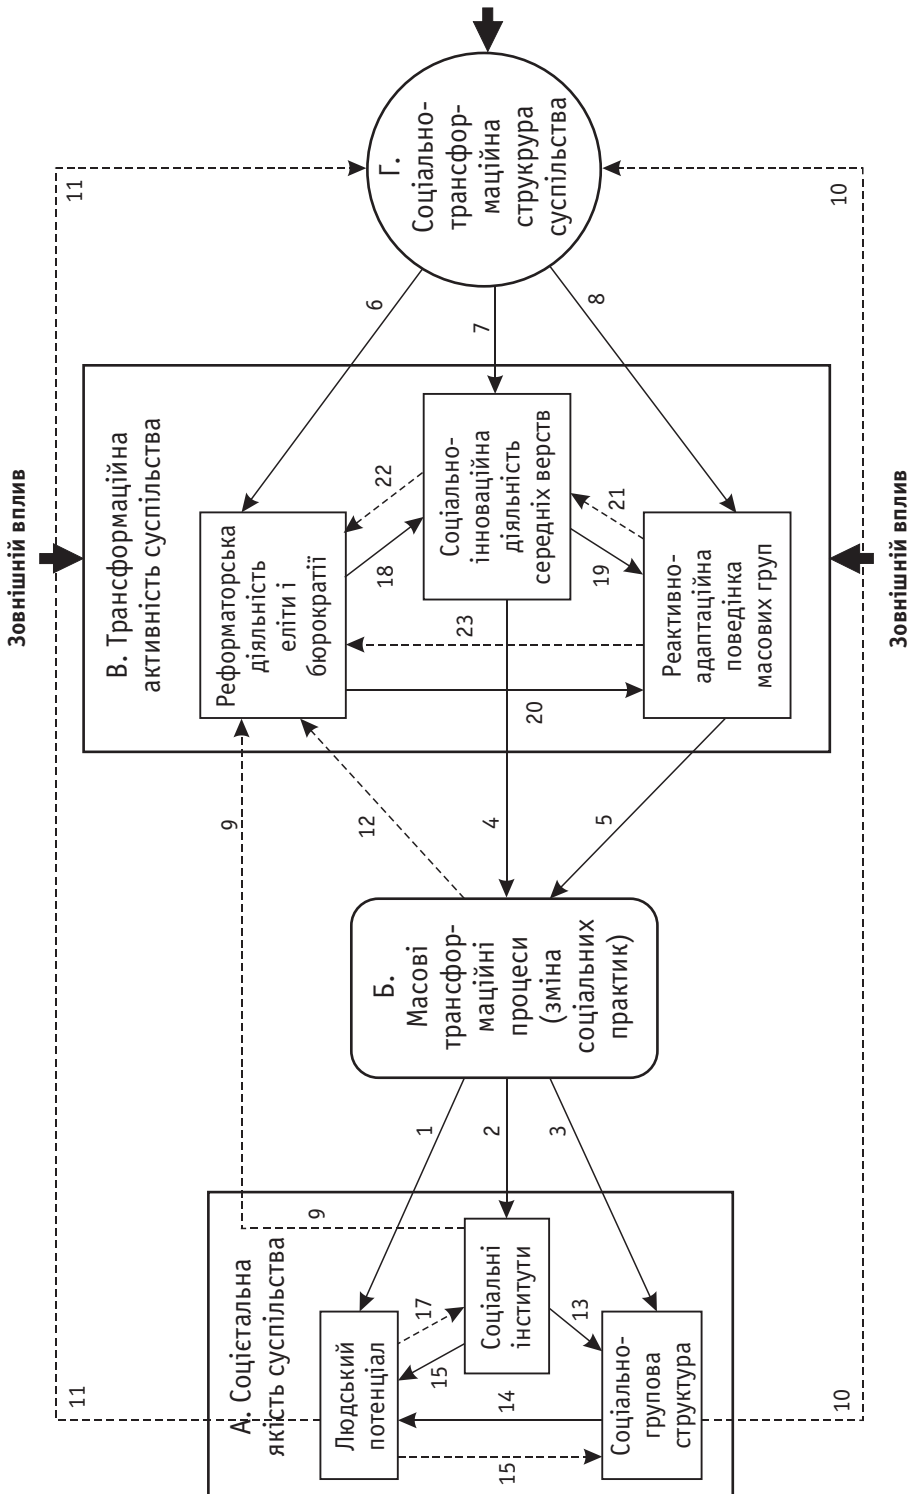 Зовнішній вплив
11
11
А. Соцієтальна
якість суспільства
Людський
потенціал
15
14
17
15
Соціальні
інститути
13
Соціально-
групова
структура
9
9
1
2
3
Б.
Масові
трансфор-
маційні
процеси
(зміна
соціальних
практик)
12
4
5
В. Трансформаційна
активність суспільства
Реформаторська
діяльність
еліти і
бюрократії
18
22
20
23
Соціально-
інноваційна
діяльність
середніх верств
19
21
Реактивно-
адаптаційна
поведінка
масових груп
6
7
8
Г.
Соціально-
трансфор-
маційна
струкрура
суспільства
10
10
Зовнішній вплив